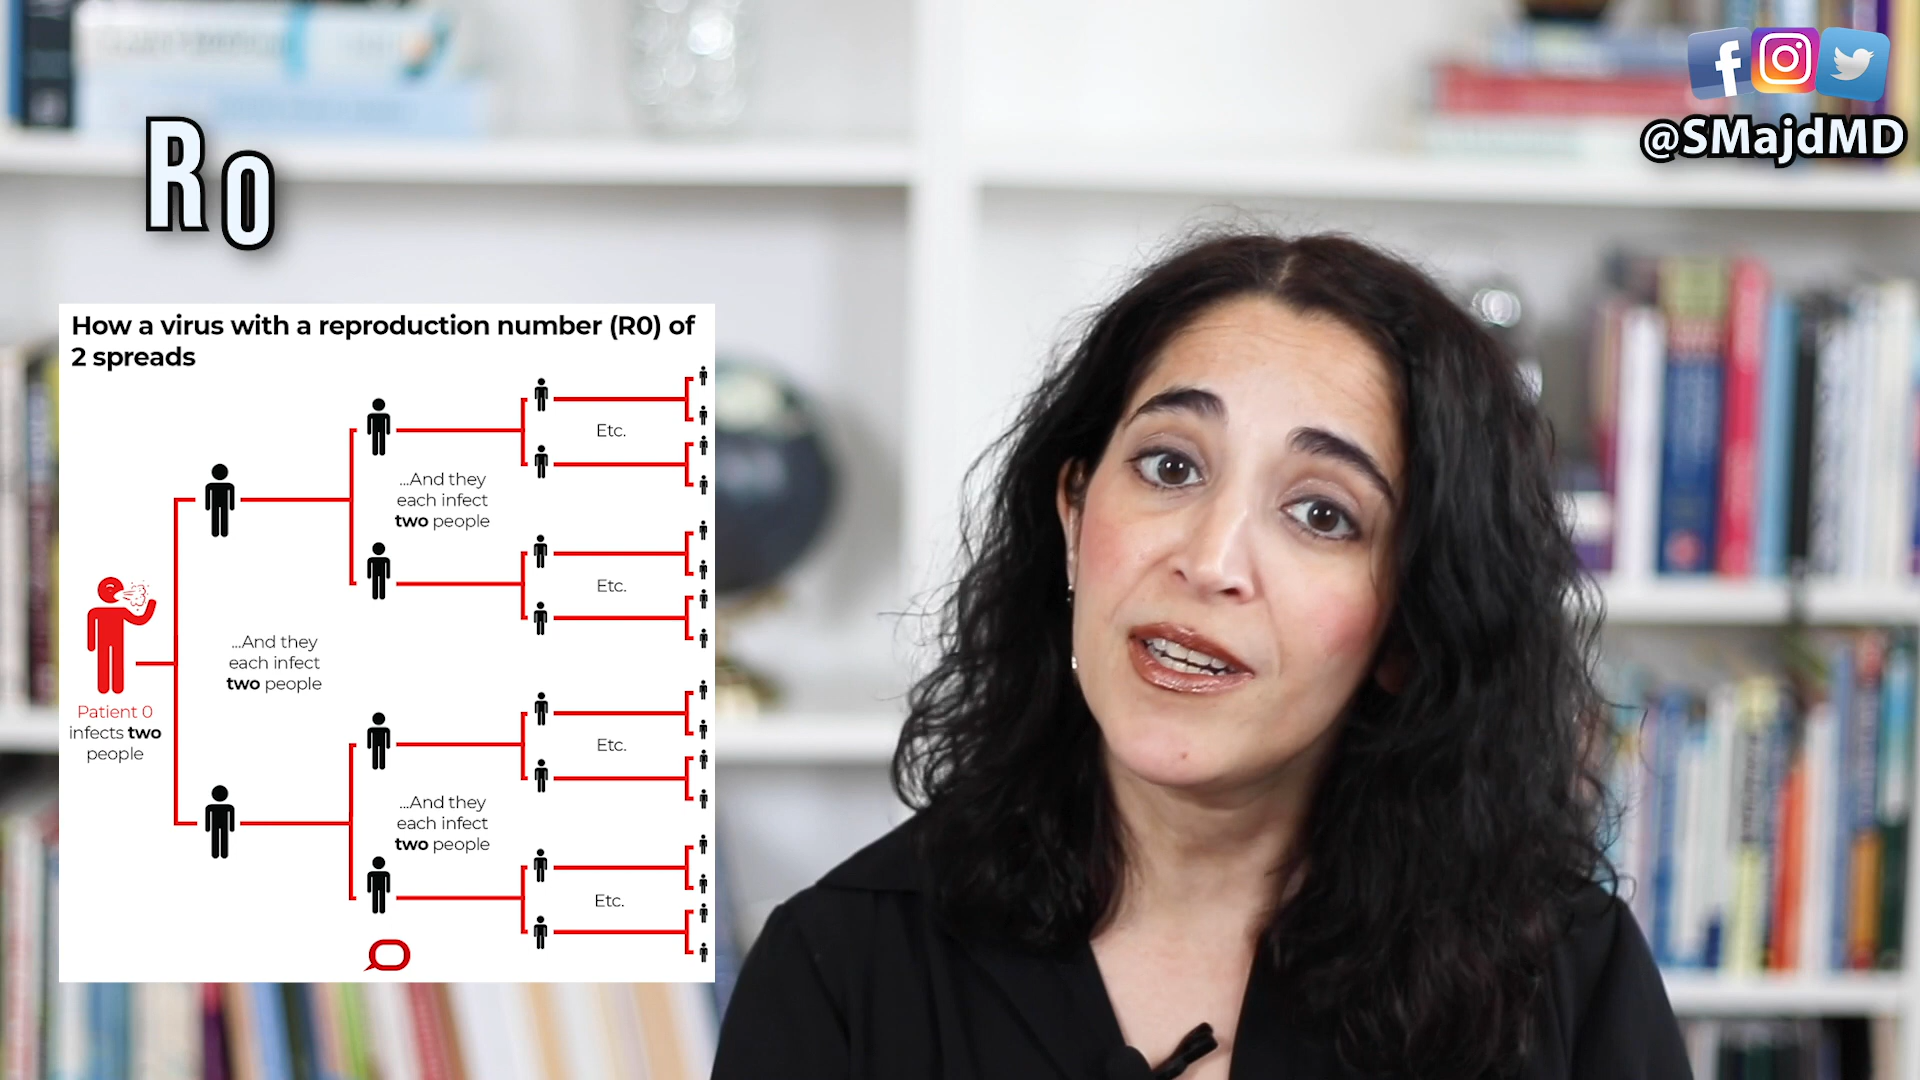 R0
@SMajdMD
How a virus with a reproduction number (R0) of
2 spreads
Etc.
...And they
each infect
two people
Etc.
...And they
each infect
two people
Patient 0
infects two
people
Etc.
...And they
each infect
two people
Etc.